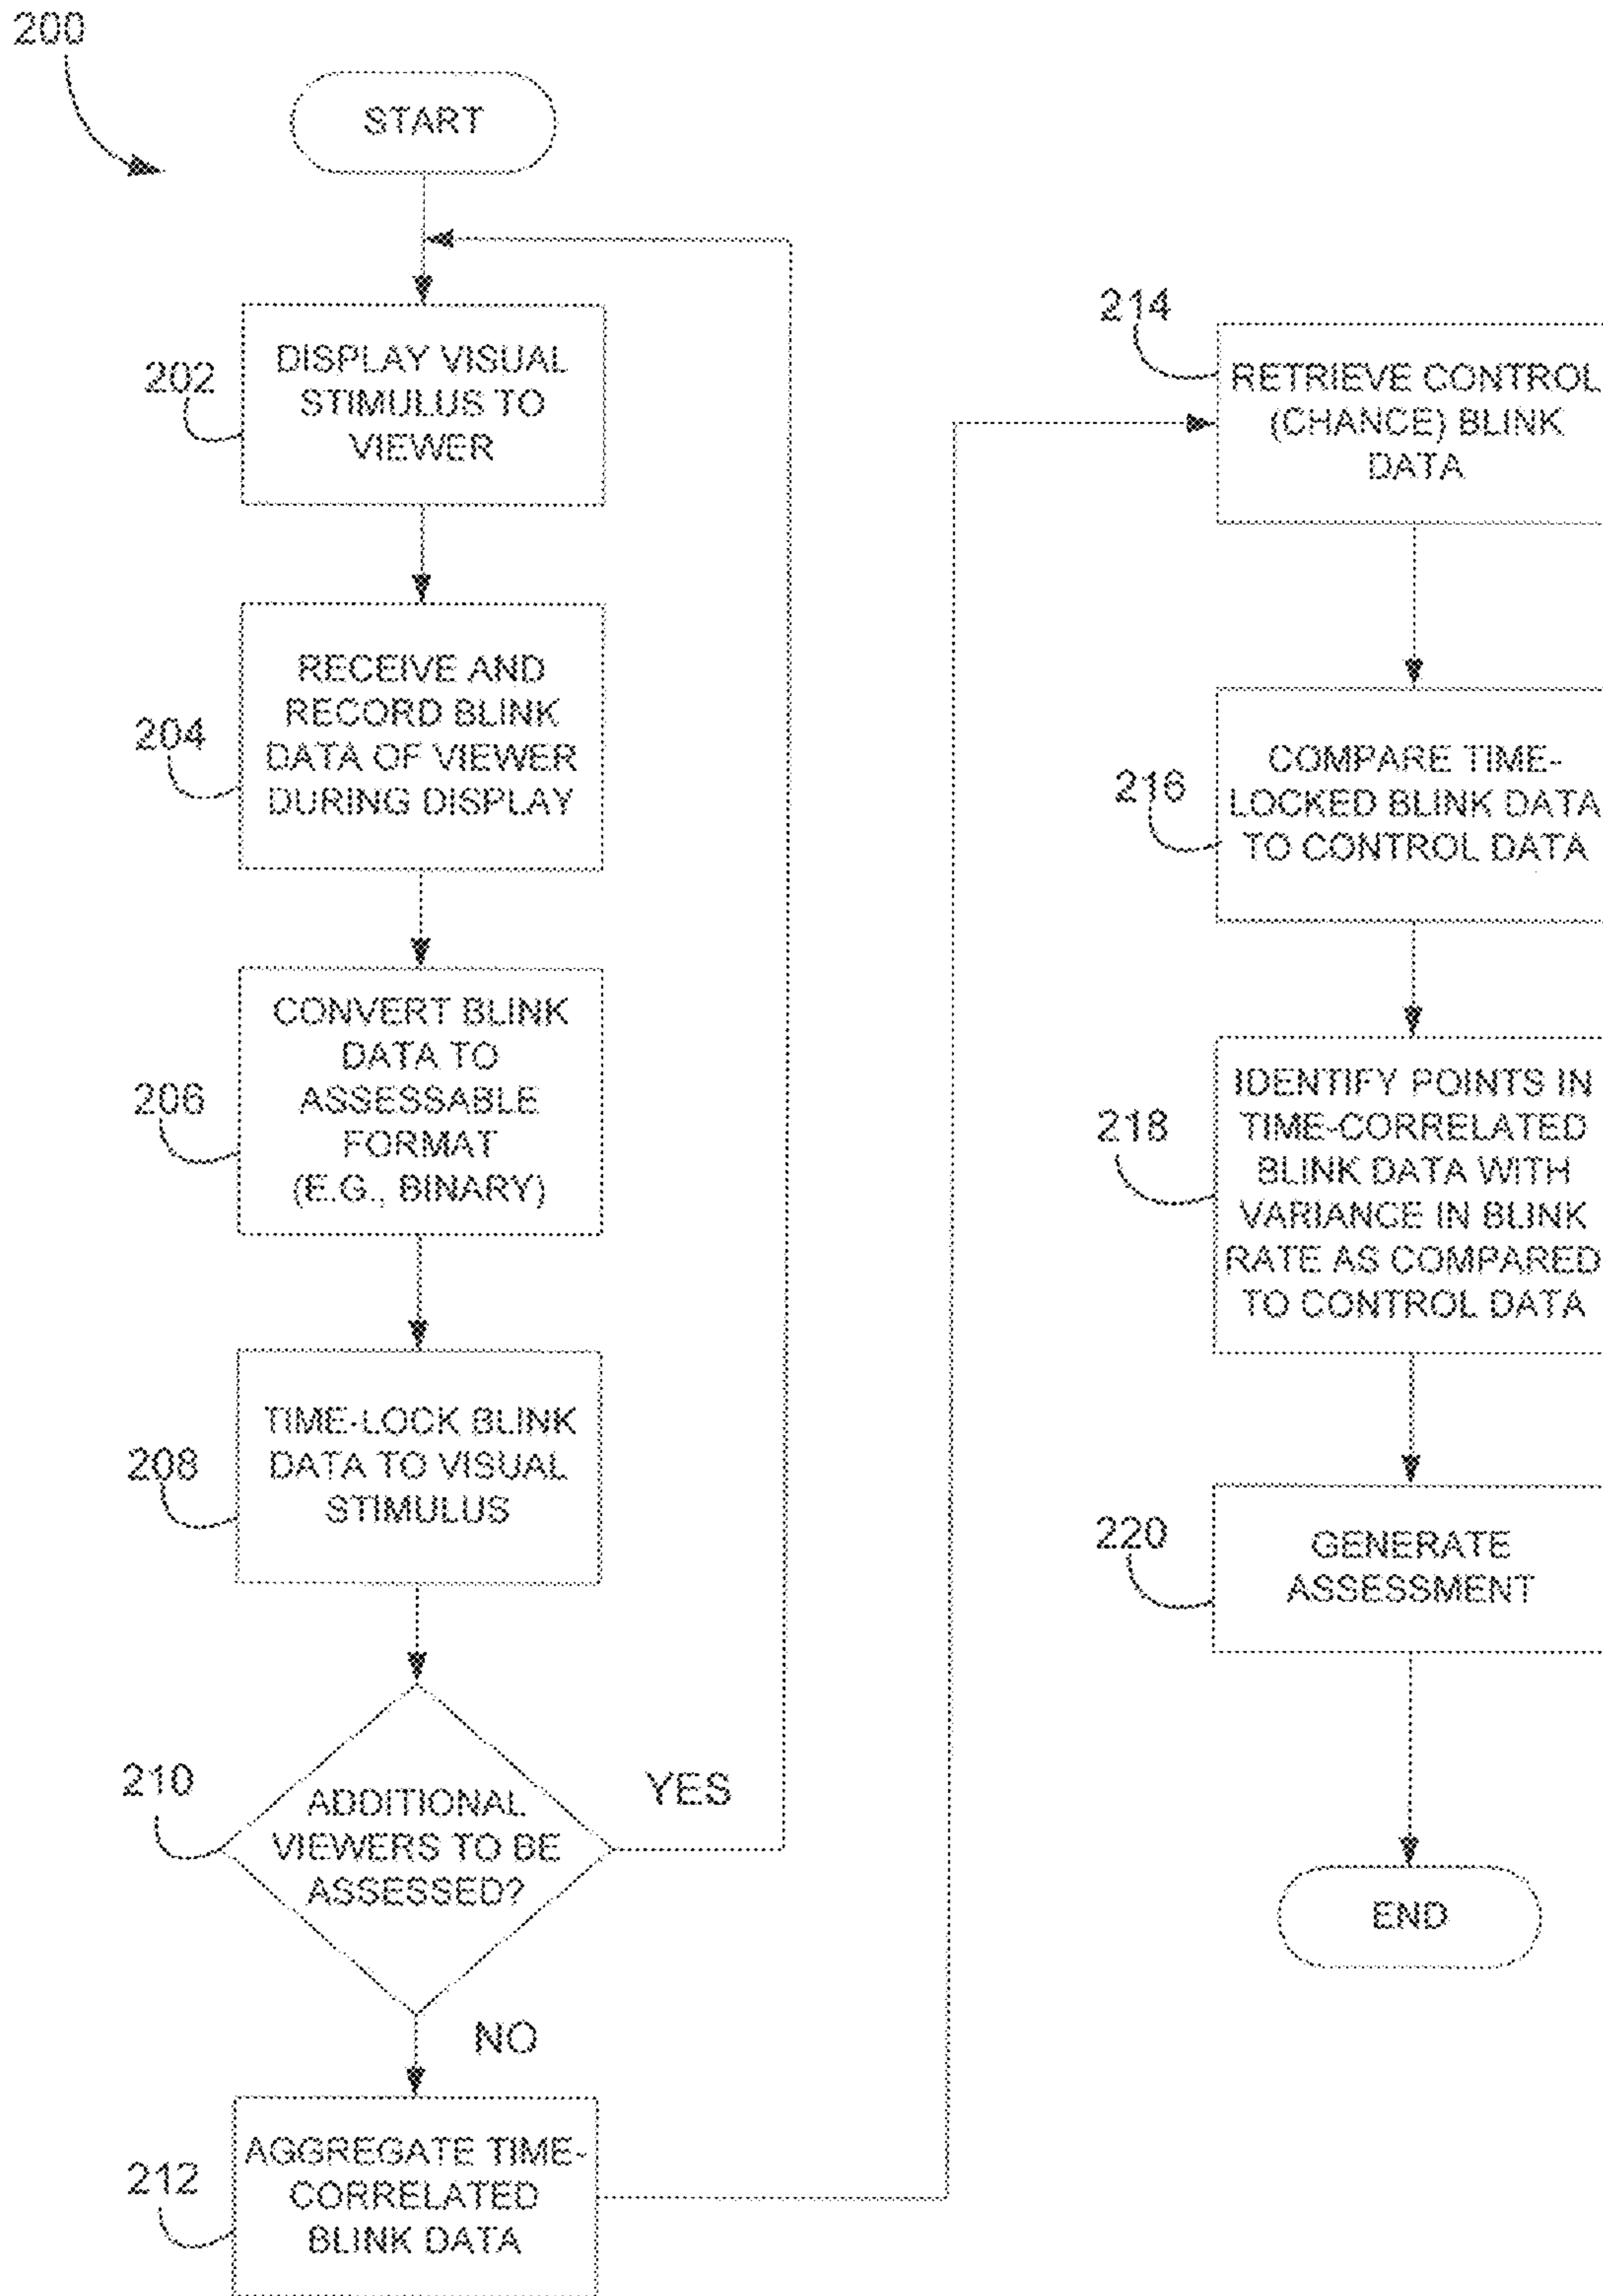 200
START
202
DISPLAY VISUAL
STIMULUS TO
VIEWER
204
RECEIVE AND
RECORD BLINK
DATA OF VIEWER
DURING DISPLAY
206
CONVERT BLINK
DATA TO
ASSESSABLE
FORMAT
(E.G., BINARY)
208
TIME-LOCK BLINK
DATA TO VISUAL
STIMULUS
210
ADDITIONAL
VIEWERS TO BE
ASSESSED?
YES
NO
212
AGGREGATE TIME-
CORRELATED
BLINK DATA
214
RETRIEVE CONTROL
(CHANCE) BLINK
DATA
216
COMPARE TIME-
LOCKED BLINK DATA
TO CONTROL DATA
218
IDENTIFY POINTS IN
TIME-CORRELATED
BLINK DATA WITH
VARIANCE IN BLINK
RATE AS COMPARED
TO CONTROL DATA
220
GENERATE
ASSESSMENT
END